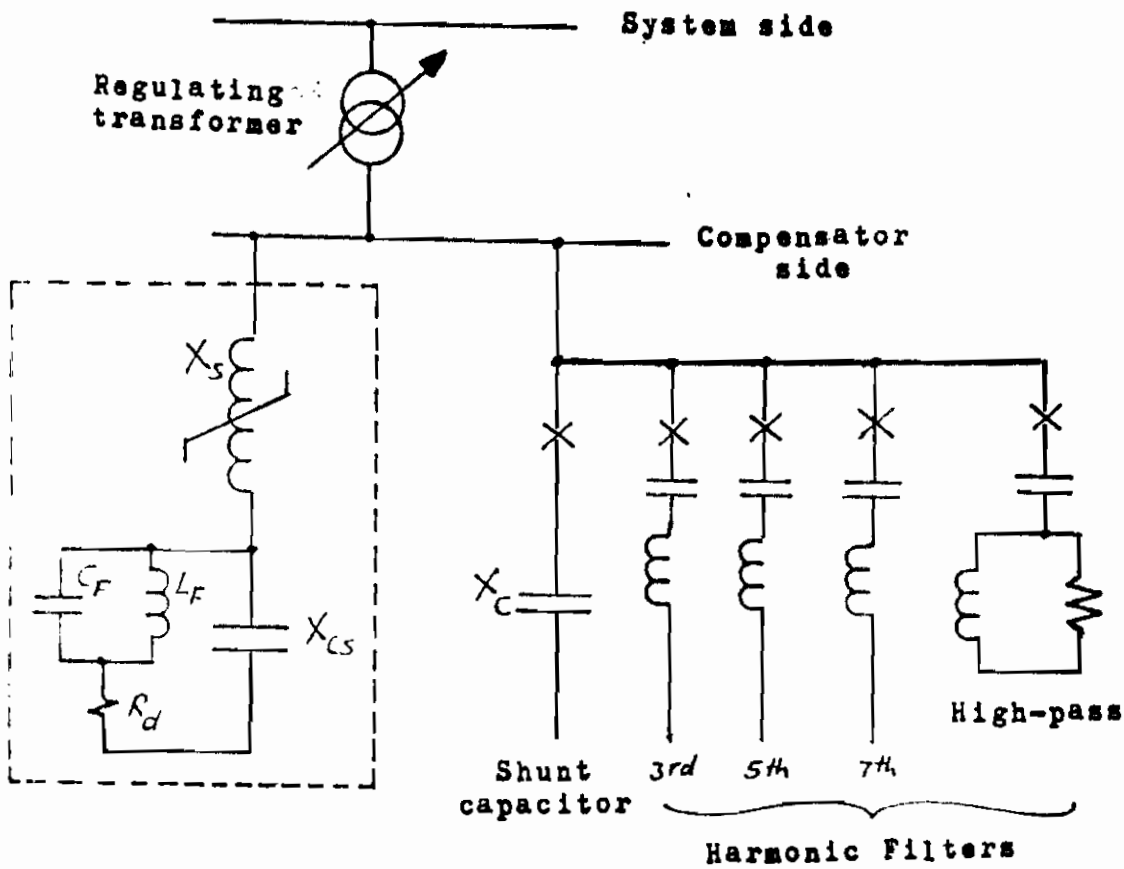 System side
Regulating
transformer
Compensator
side
Xs
CF
LF
Xcs
Rd
Xc
High-pass
Shunt
capacitor
3rd
5th
7th
Harmonic Filters